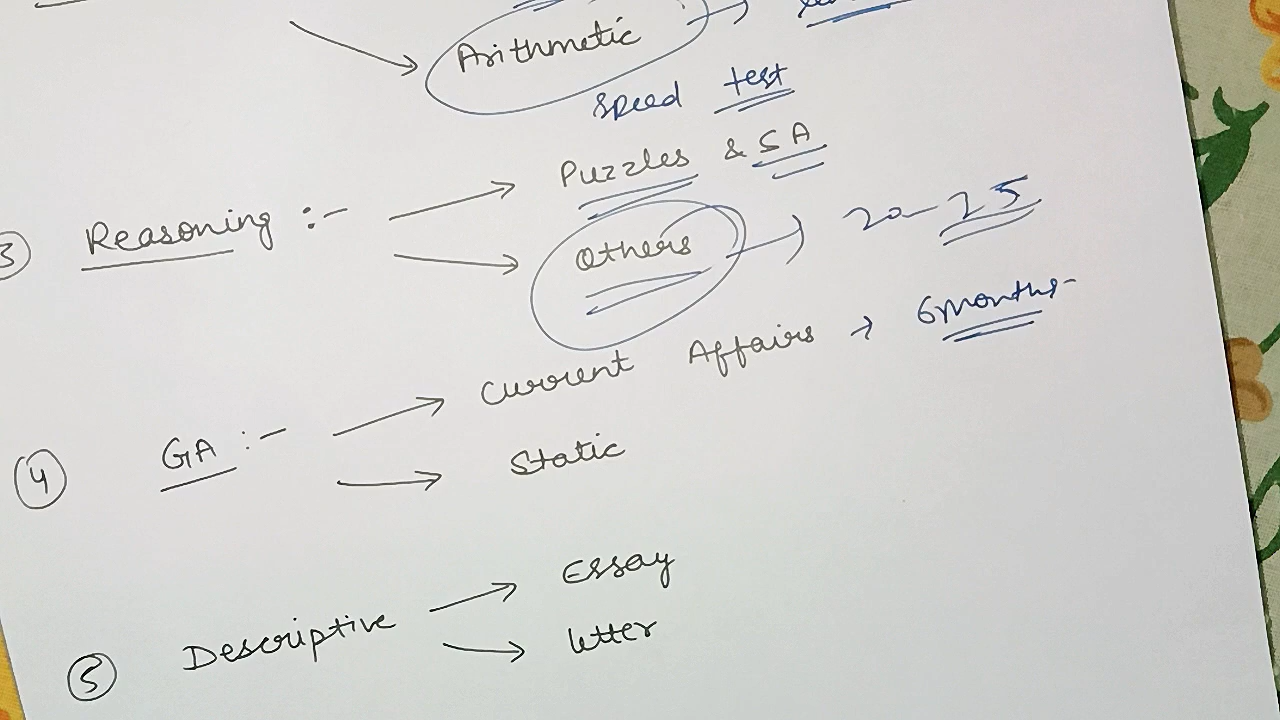 Arithmetic →
speed test
③ Reasoning :- → Puzzles & SA
→ Others → 20-25
④ GA :- → Current Affairs → 6months-
→ Static
⑤ Descriptive → Essay
→ letter